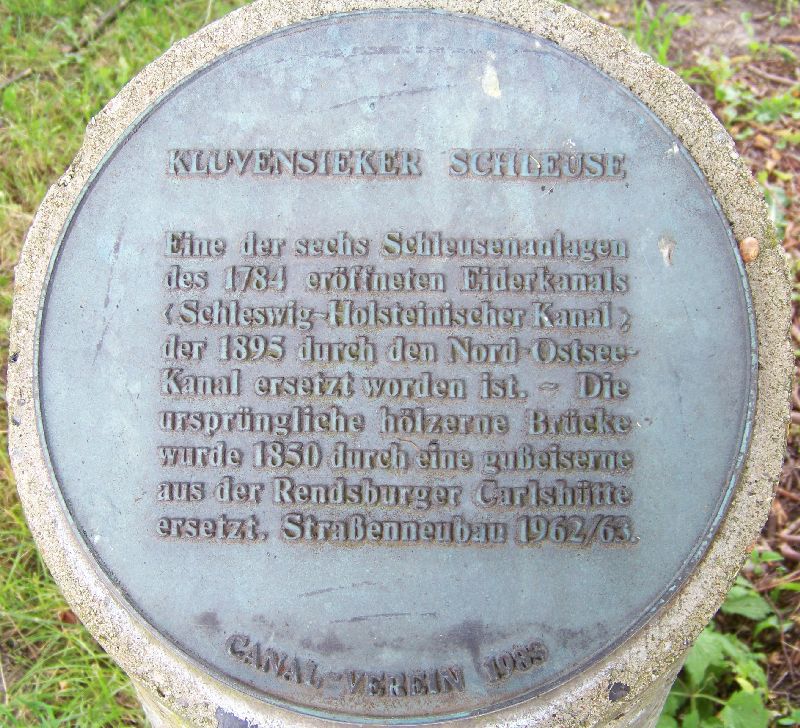 KLUVENSIEKER SCHLEUSE
Eine der sechs Schleusenanlagen
des 1784 eröffneten Eiderkanals
(Schleswig-Holsteinischer Kanal),
der 1895 durch den Nord-Ostsee-
Kanal ersetzt worden ist. - Die
ursprüngliche hölzerne Brücke
wurde 1850 durch eine gußeiserne
aus der Rendsburger Carlshütte
ersetzt. Straßenneubau 1962/63.
CANAL-VEREIN 1983